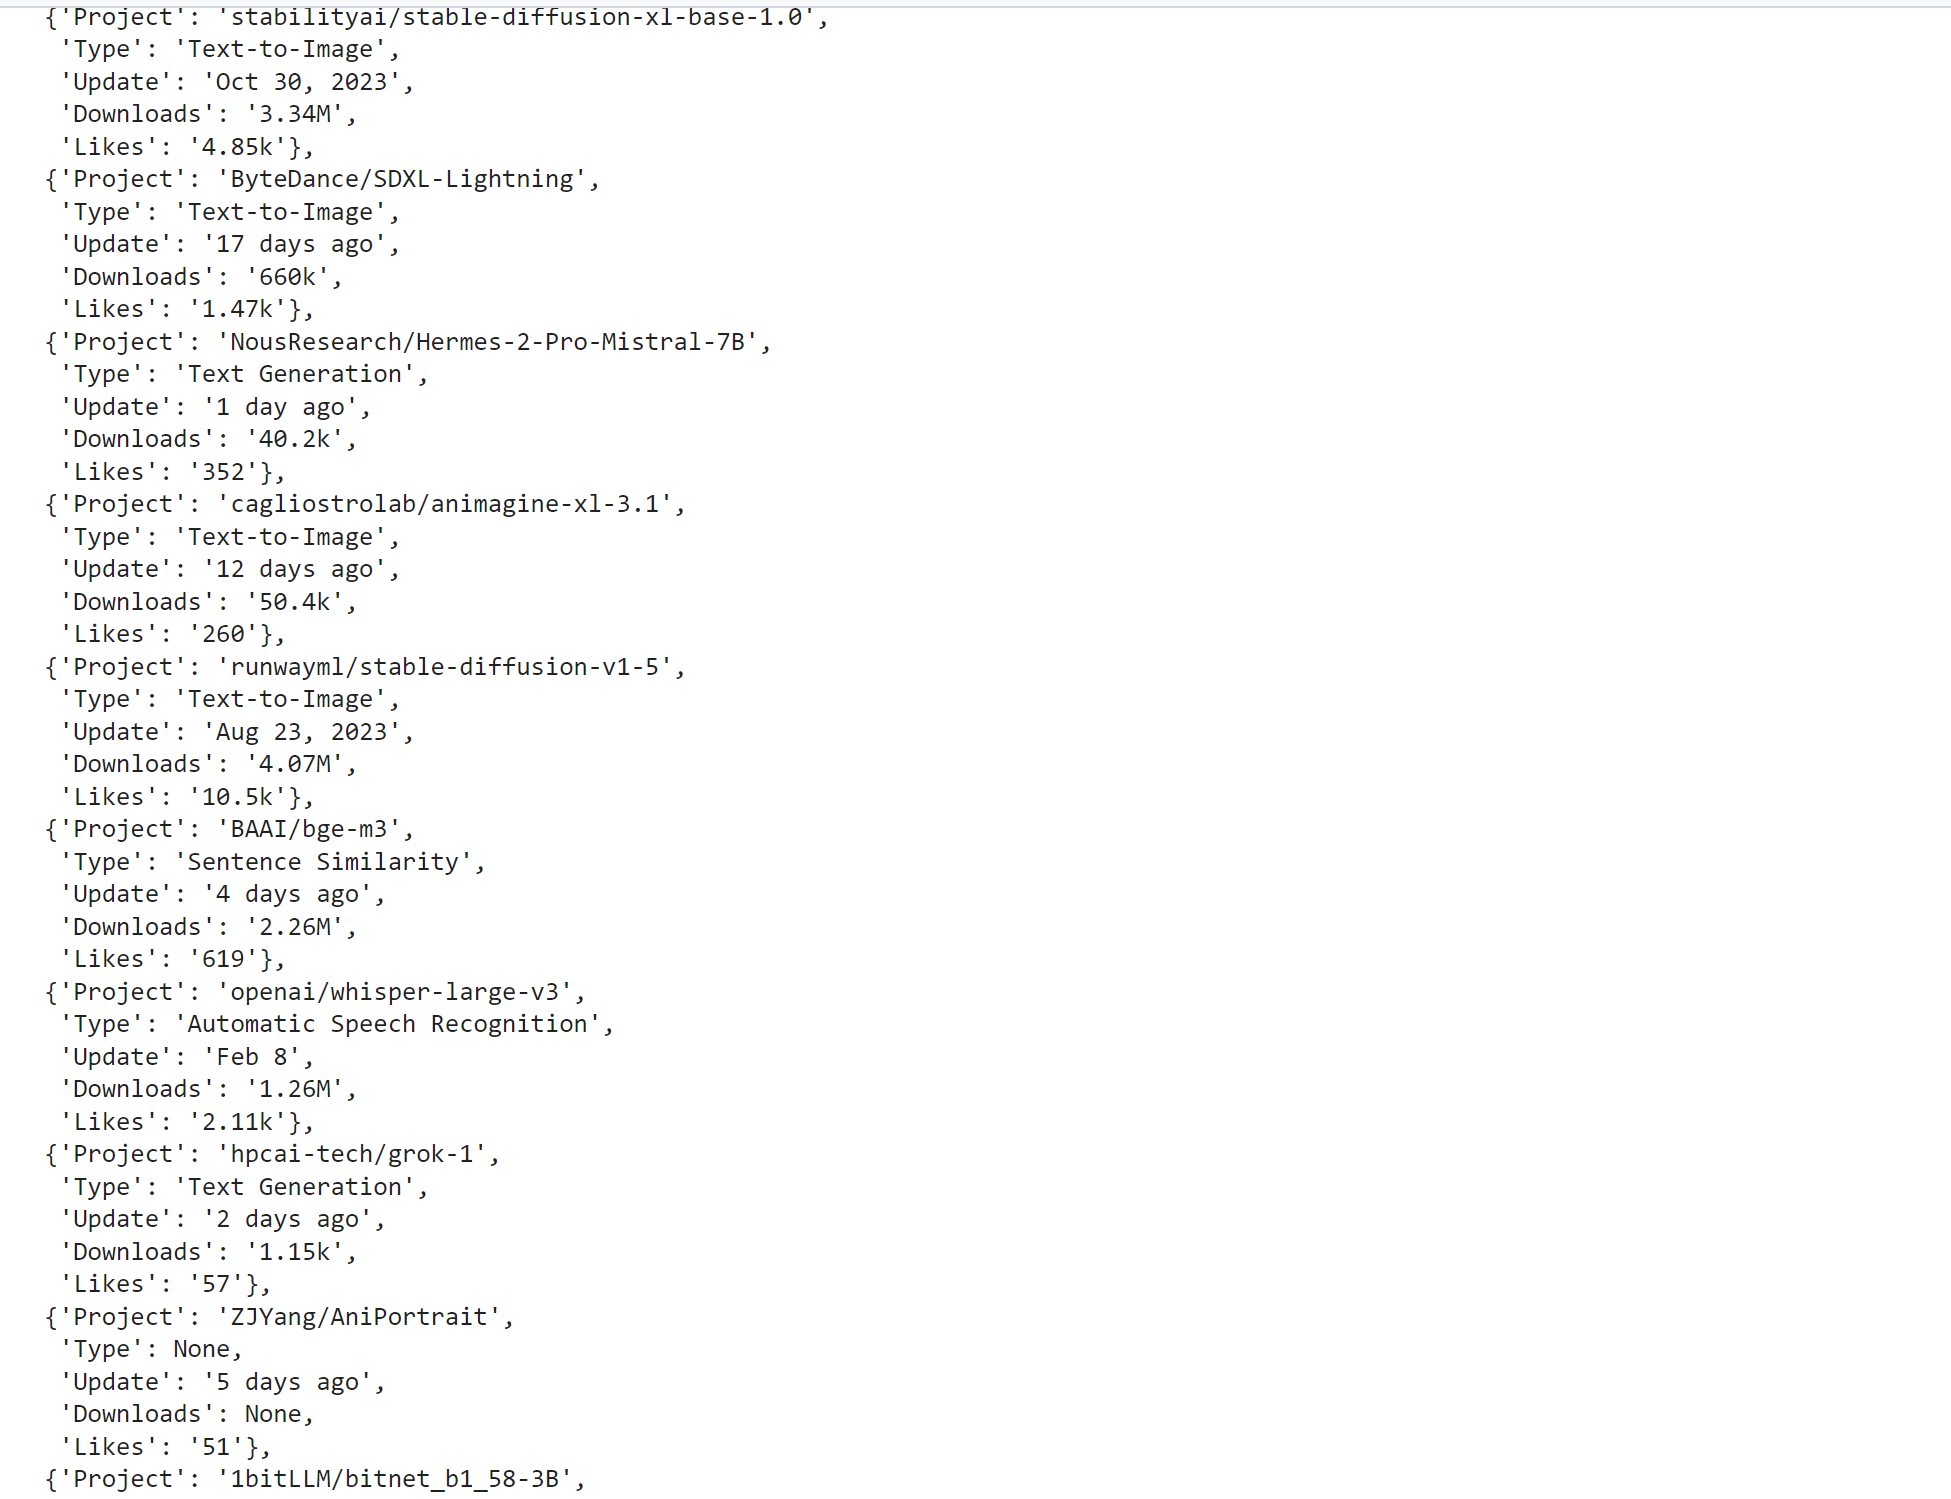 {'Project': 'stabilityai/stable-diffusion-xl-base-1.0',
'Type': 'Text-to-Image',
'Update': 'Oct 30, 2023',
'Downloads': '3.34M',
'Likes': '4.85k'},
{'Project': 'ByteDance/SDXL-Lightning',
'Type': 'Text-to-Image',
'Update': '17 days ago',
'Downloads': '660k',
'Likes': '1.47k'},
{'Project': 'NousResearch/Hermes-2-Pro-Mistral-7B',
'Type': 'Text Generation',
'Update': '1 day ago',
'Downloads': '40.2k',
'Likes': '352'},
{'Project': 'cagliostrolab/animagine-xl-3.1',
'Type': 'Text-to-Image',
'Update': '12 days ago',
'Downloads': '50.4k',
'Likes': '260'},
{'Project': 'runwayml/stable-diffusion-v1-5',
'Type': 'Text-to-Image',
'Update': 'Aug 23, 2023',
'Downloads': '4.07M',
'Likes': '10.5k'},
{'Project': 'BAAI/bge-m3',
'Type': 'Sentence Similarity',
'Update': '4 days ago',
'Downloads': '2.26M',
'Likes': '619'},
{'Project': 'openai/whisper-large-v3',
'Type': 'Automatic Speech Recognition',
'Update': 'Feb 8',
'Downloads': '1.26M',
'Likes': '2.11k'},
{'Project': 'hpcai-tech/grok-1',
'Type': 'Text Generation',
'Update': '2 days ago',
'Downloads': '1.15k',
'Likes': '57'},
{'Project': 'ZJYang/AniPortrait',
'Type': None,
'Update': '5 days ago',
'Downloads': None,
'Likes': '51'},
{'Project': '1bitLLM/bitnet_b1_58-3B',